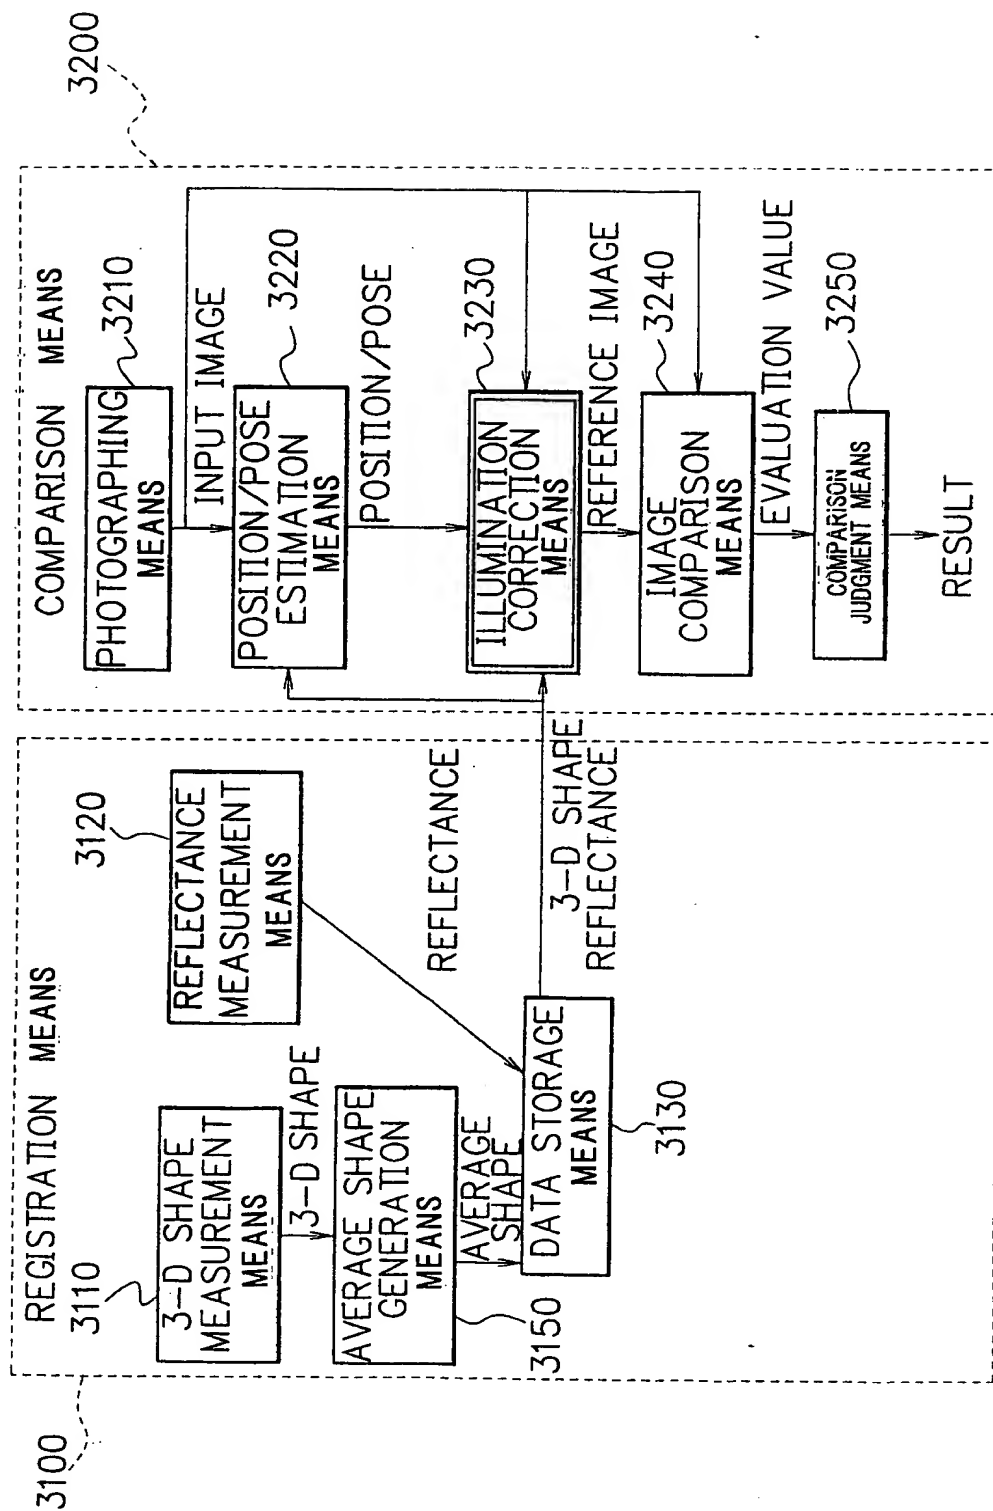 3100
REGISTRATION MEANS
3110
3-D SHAPE
MEASUREMENT
MEANS
3-D SHAPE
AVERAGE SHAPE
GENERATION
MEANS
3150
AVERAGE
SHAPE
3120
REFLECTANCE
MEASUREMENT
MEANS
REFLECTANCE
DATA STORAGE
MEANS
3130
3-D SHAPE
REFLECTANCE
3200
COMPARISON MEANS
PHOTOGRAPHING
MEANS
3210
INPUT IMAGE
POSITION/POSE
ESTIMATION
MEANS
3220
POSITION/POSE
ILLUMINATION
CORRECTION
MEANS
3230
REFERENCE IMAGE
IMAGE
COMPARISON
MEANS
3240
EVALUATION VALUE
COMPARISON
JUDGMENT MEANS
3250
RESULT